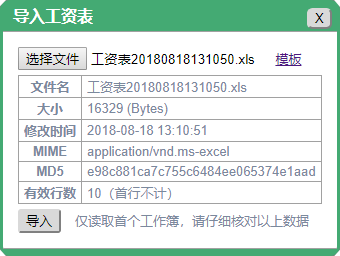 导入工资表 X
选择文件 工资表20180818131050.xls 模板
文件名 工资表20180818131050.xls
大小 16329 (Bytes)
修改时间 2018-08-18 13:10:51
MIME application/vnd.ms-excel
MD5 e98c881ca7c755c6484ee065374e1aad
有效行数 10（首行不计）
导入 仅读取首个工作簿，请仔细核对以上数据